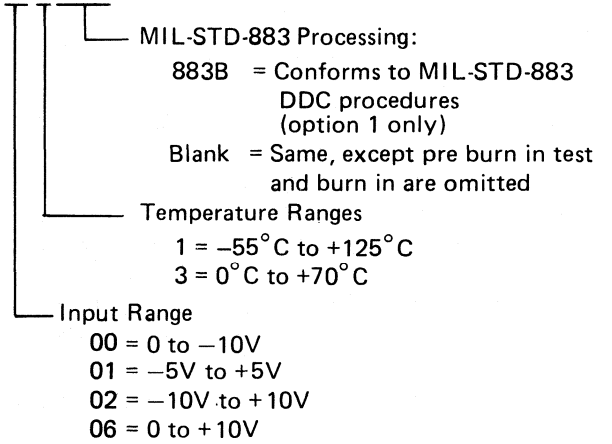 MIL-STD-883 Processing:
883B = Conforms to MIL-STD-883
DDC procedures
(option 1 only)
Blank = Same, except pre burn in test
and burn in are omitted
Temperature Ranges
1 = −55°C to +125°C
3 = 0°C to +70°C
Input Range
00 = 0 to −10V
01 = −5V to +5V
02 = −10V to +10V
06 = 0 to +10V